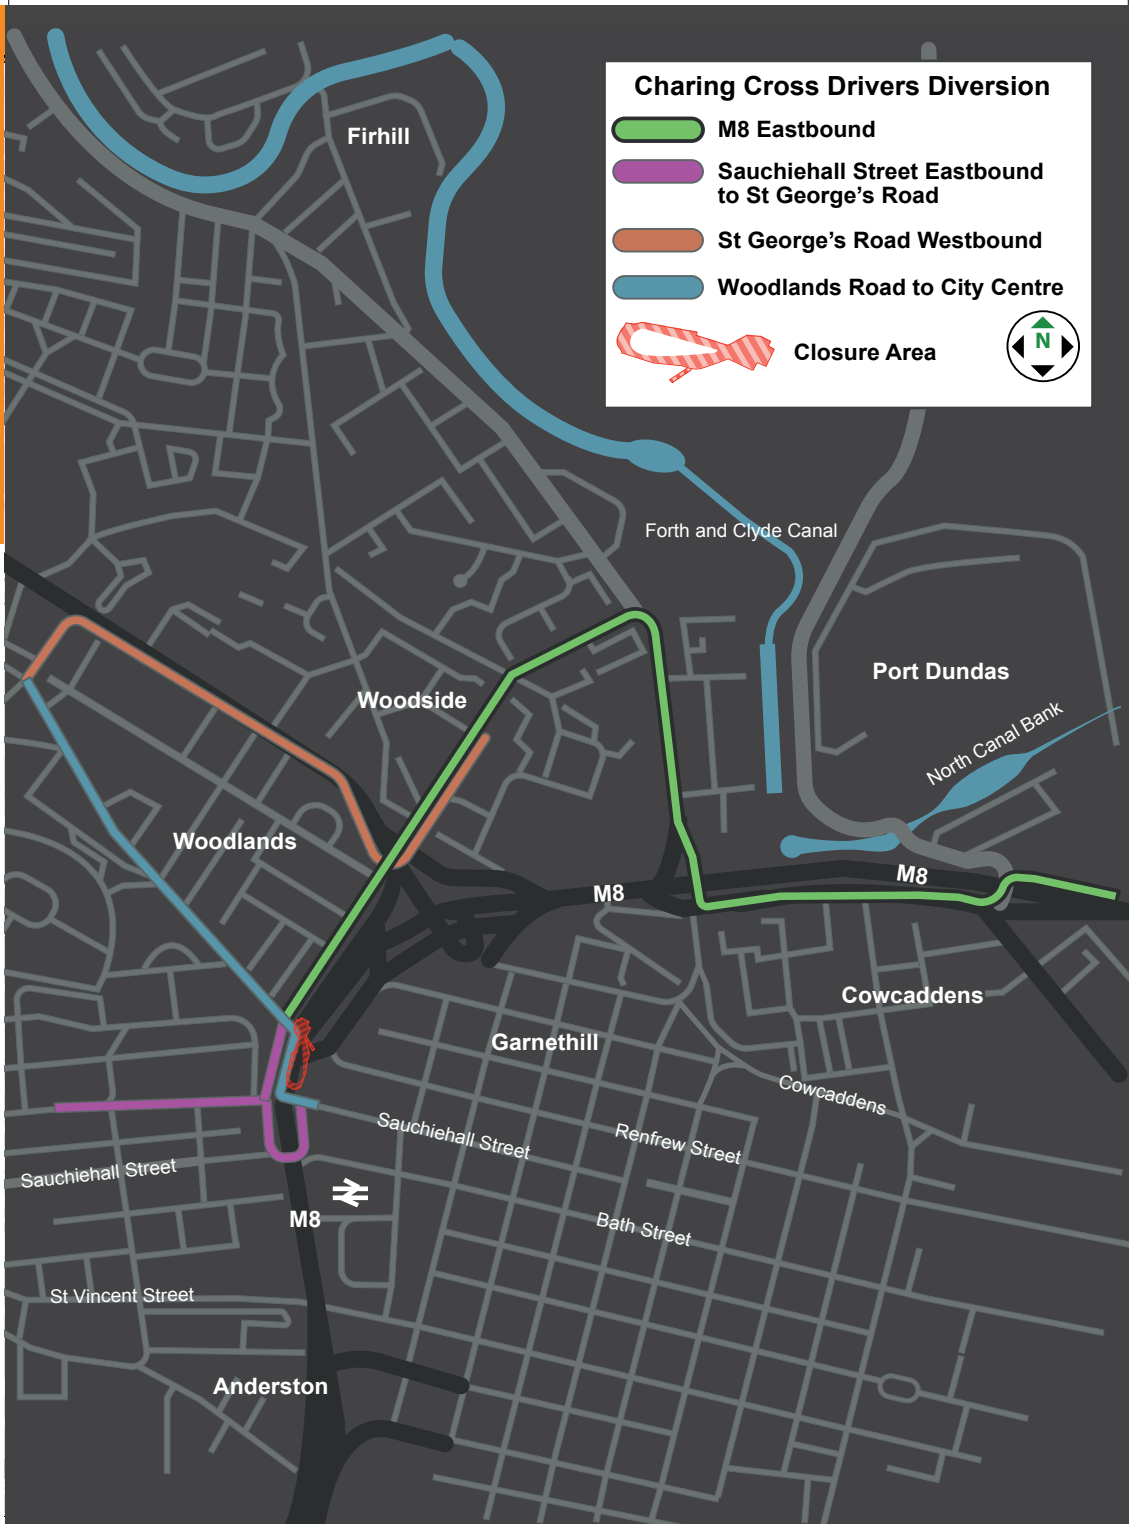 Charing Cross Drivers Diversion
M8 Eastbound
Sauchiehall Street Eastbound
to St George’s Road
St George’s Road Westbound
Woodlands Road to City Centre
Closure Area
N
Firhill
Forth and Clyde Canal
Port Dundas
Woodside
North Canal Bank
Woodlands
M8
M8
Cowcaddens
Garnethill
Cowcaddens
Sauchiehall Street
Renfrew Street
Sauchiehall Street
M8
Bath Street
St Vincent Street
Anderston